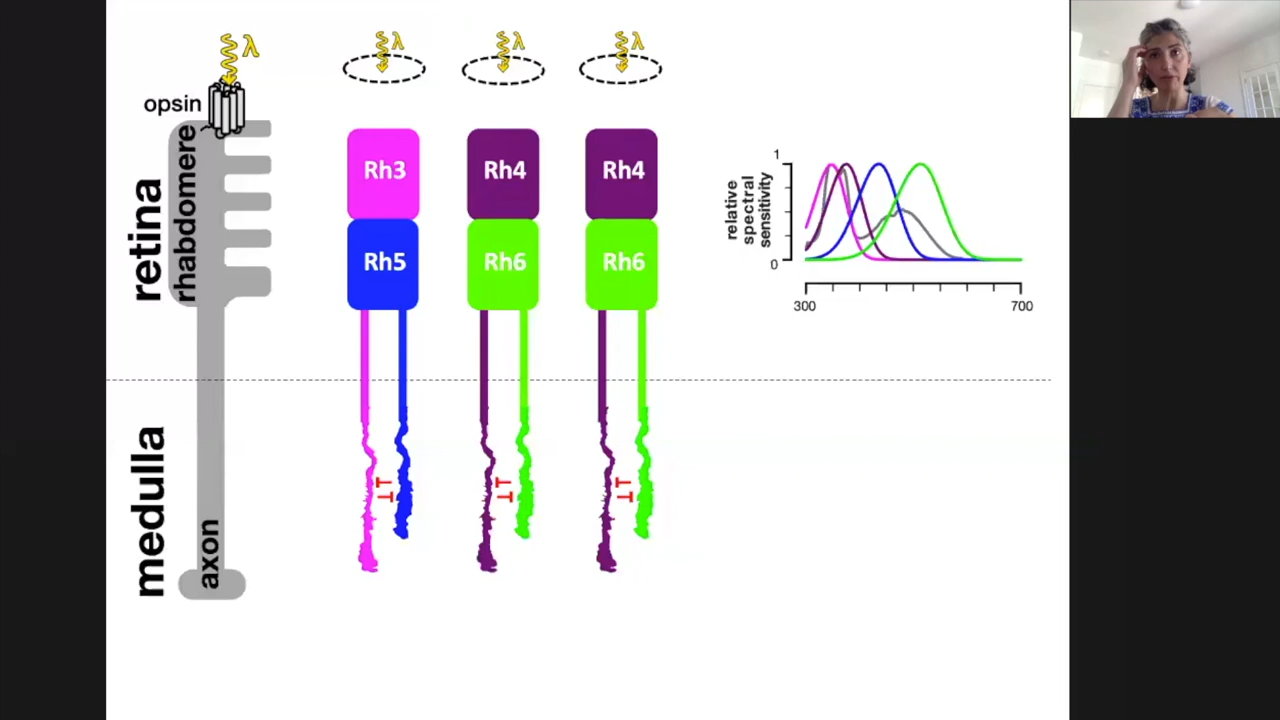 λ
λ
λ
λ
opsin
retina
rhabdomere
Rh3
Rh4
Rh4
Rh5
Rh6
Rh6
medulla
axon
relative
spectral
sensitivity
1
0
300
700